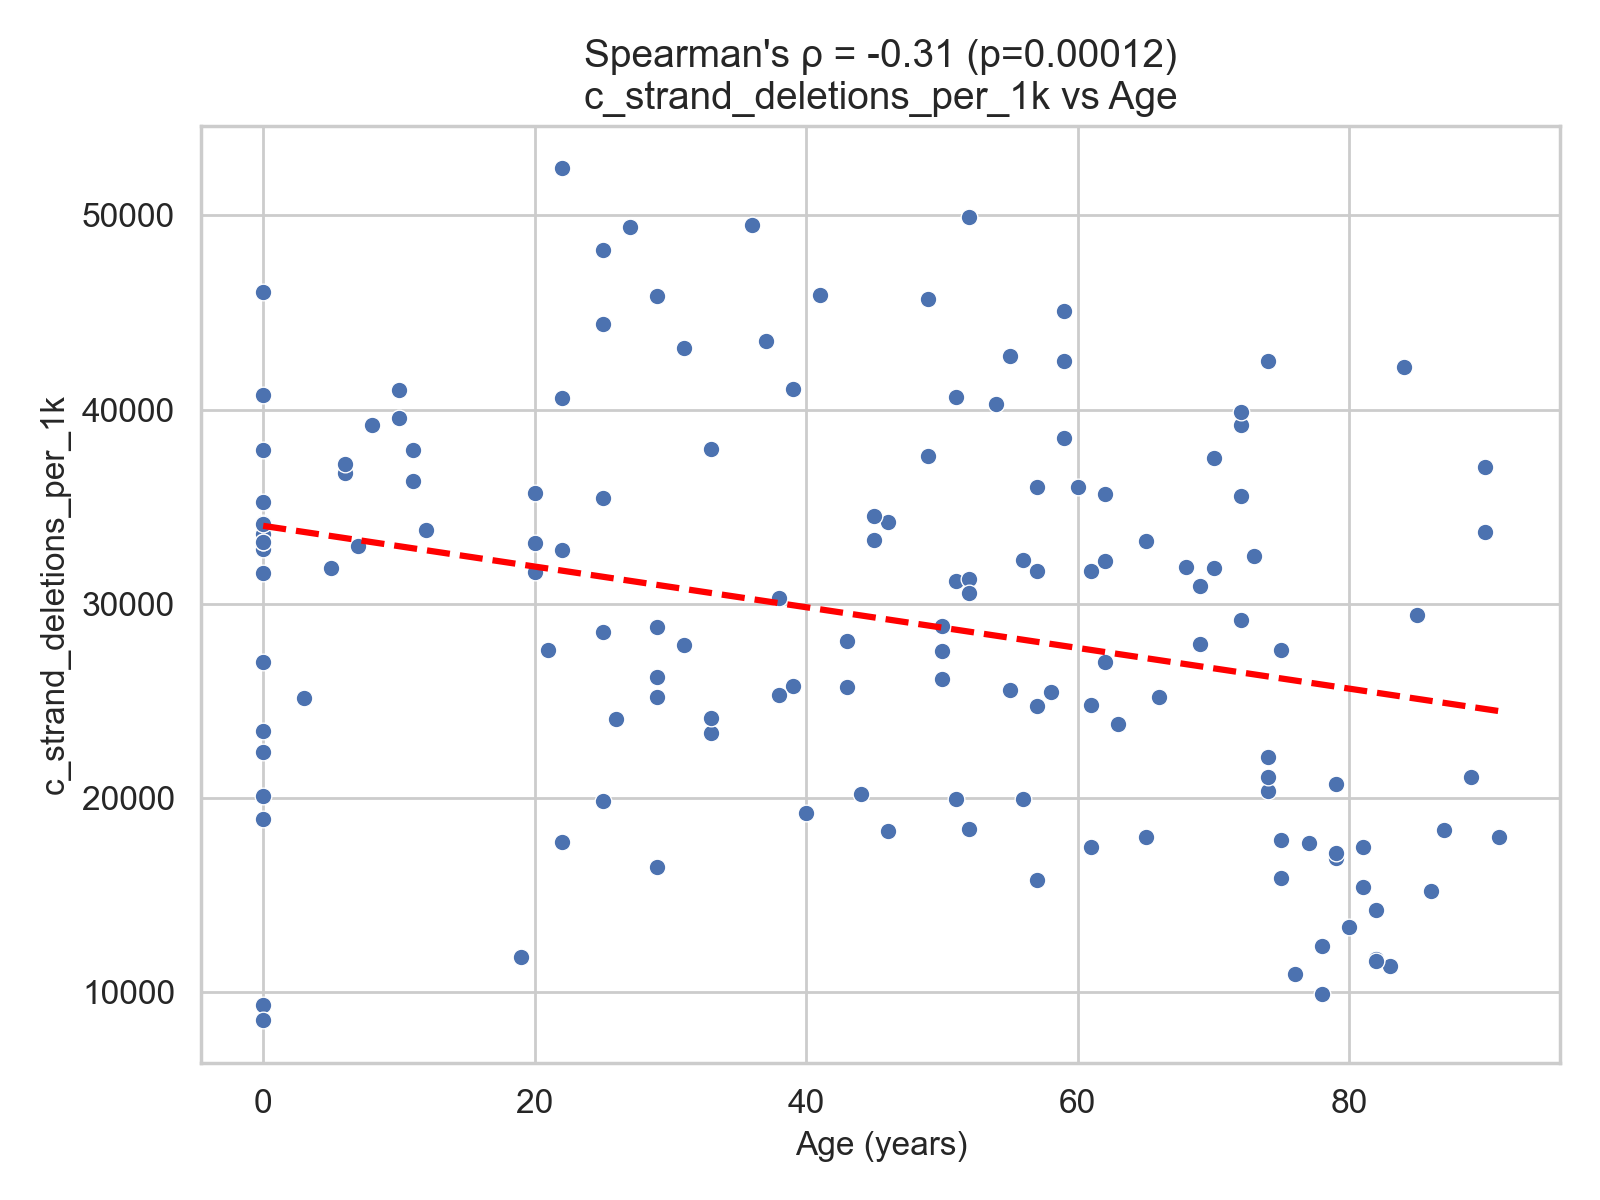 Spearman's ρ = -0.31 (p=0.00012)
c_strand_deletions_per_1k vs Age
c_strand_deletions_per_1k
50000
40000
30000
20000
10000
0
20
40
60
80
Age (years)